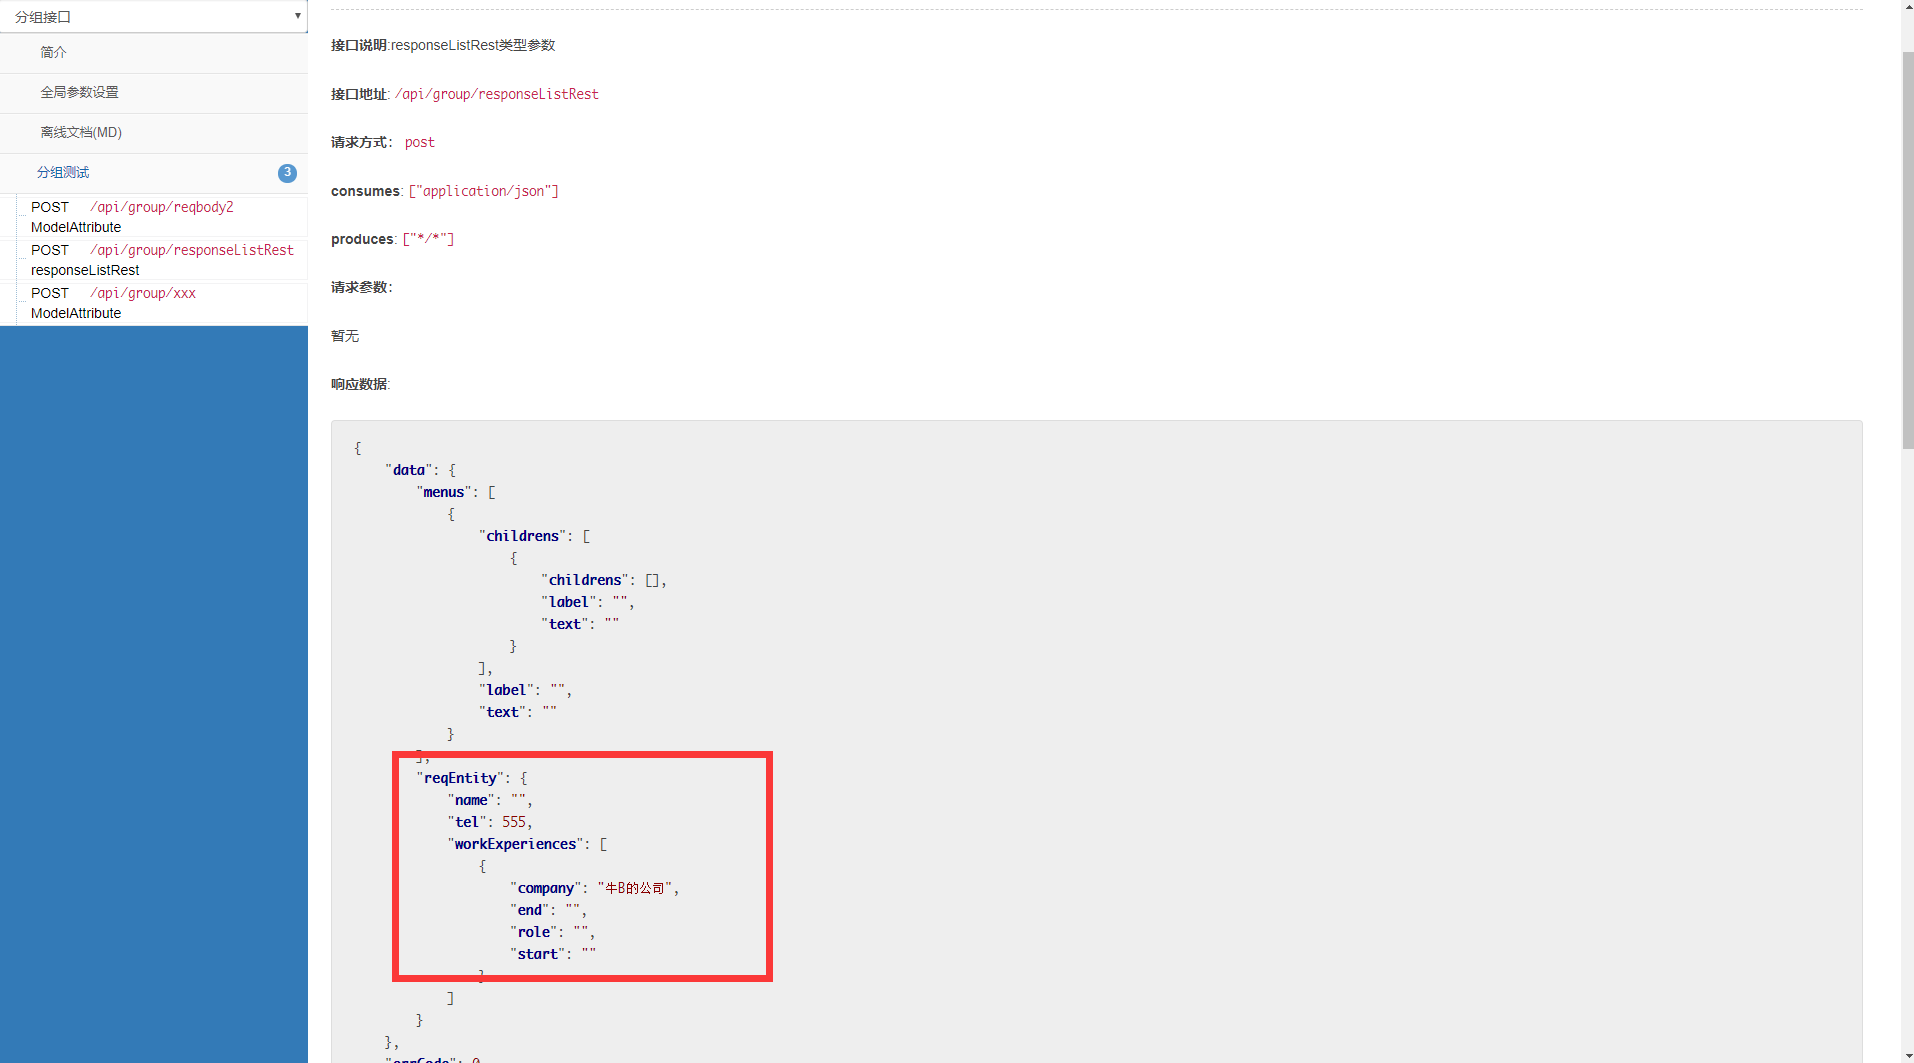 分组接口
简介
全局参数设置
离线文档(MD)
分组测试 3
POST /api/group/reqbody2
ModelAttribute
POST /api/group/responseListRest
responseListRest
POST /api/group/xxx
ModelAttribute
接口说明:responseListRest类型参数
接口地址: /api/group/responseListRest
请求方式： post
consumes: ["application/json"]
produces: ["*/*"]
请求参数：
暂无
响应数据:
{
"data": {
"menus": [
{
"childrens": [
{
"childrens": [],
"label": "",
"text": ""
}
],
"label": "",
"text": ""
}
],
"reqEntity": {
"name": "",
"tel": 555,
"workExperiences": [
{
"company": "牛B的公司",
"end": "",
"role": "",
"start": ""
}
]
}
},
"errCode": 0